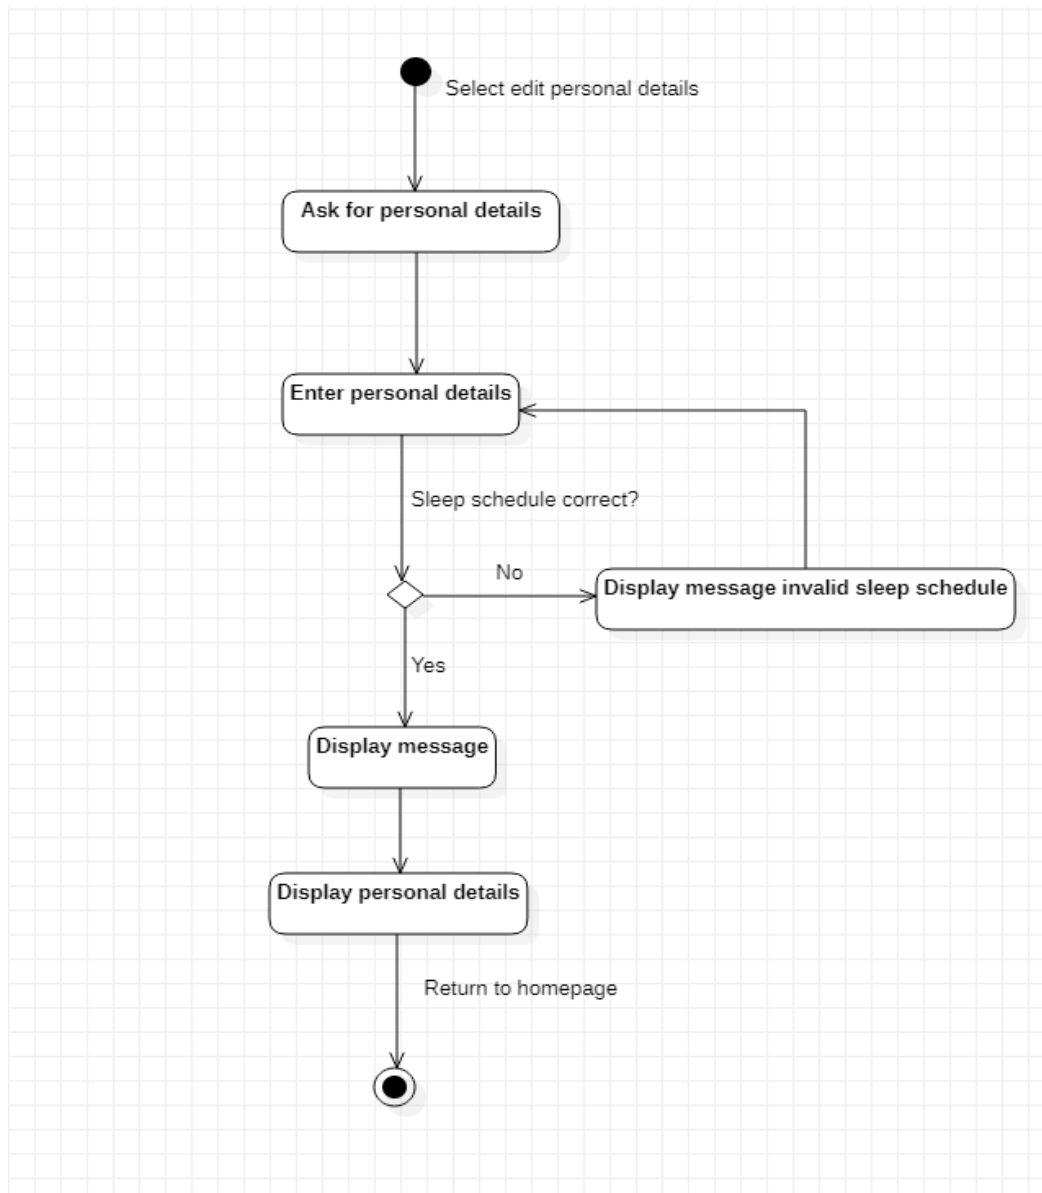 Select edit personal details
Ask for personal details
Enter personal details
Sleep schedule correct?
No
Display message invalid sleep schedule
Yes
Display message
Display personal details
Return to homepage